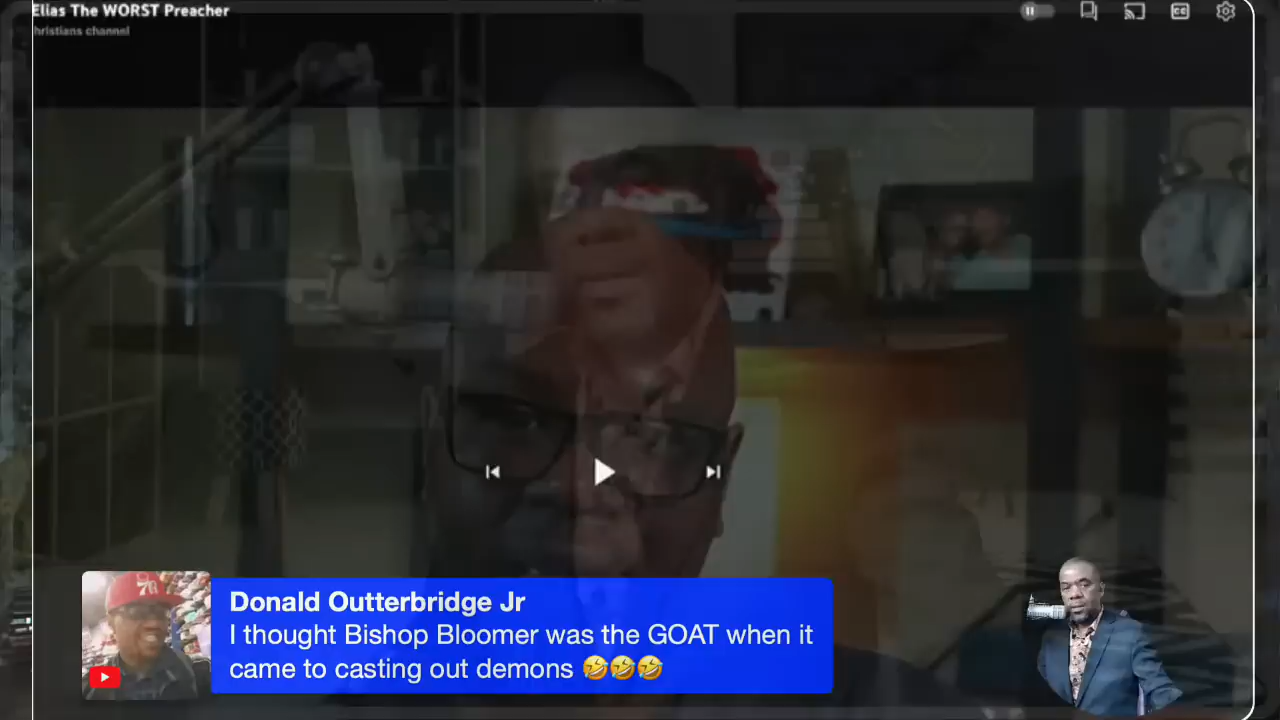 Elias The WORST Preacher
hristians channel
CC
Donald Outterbridge Jr
I thought Bishop Bloomer was the GOAT when it
came to casting out demons 🤣🤣🤣